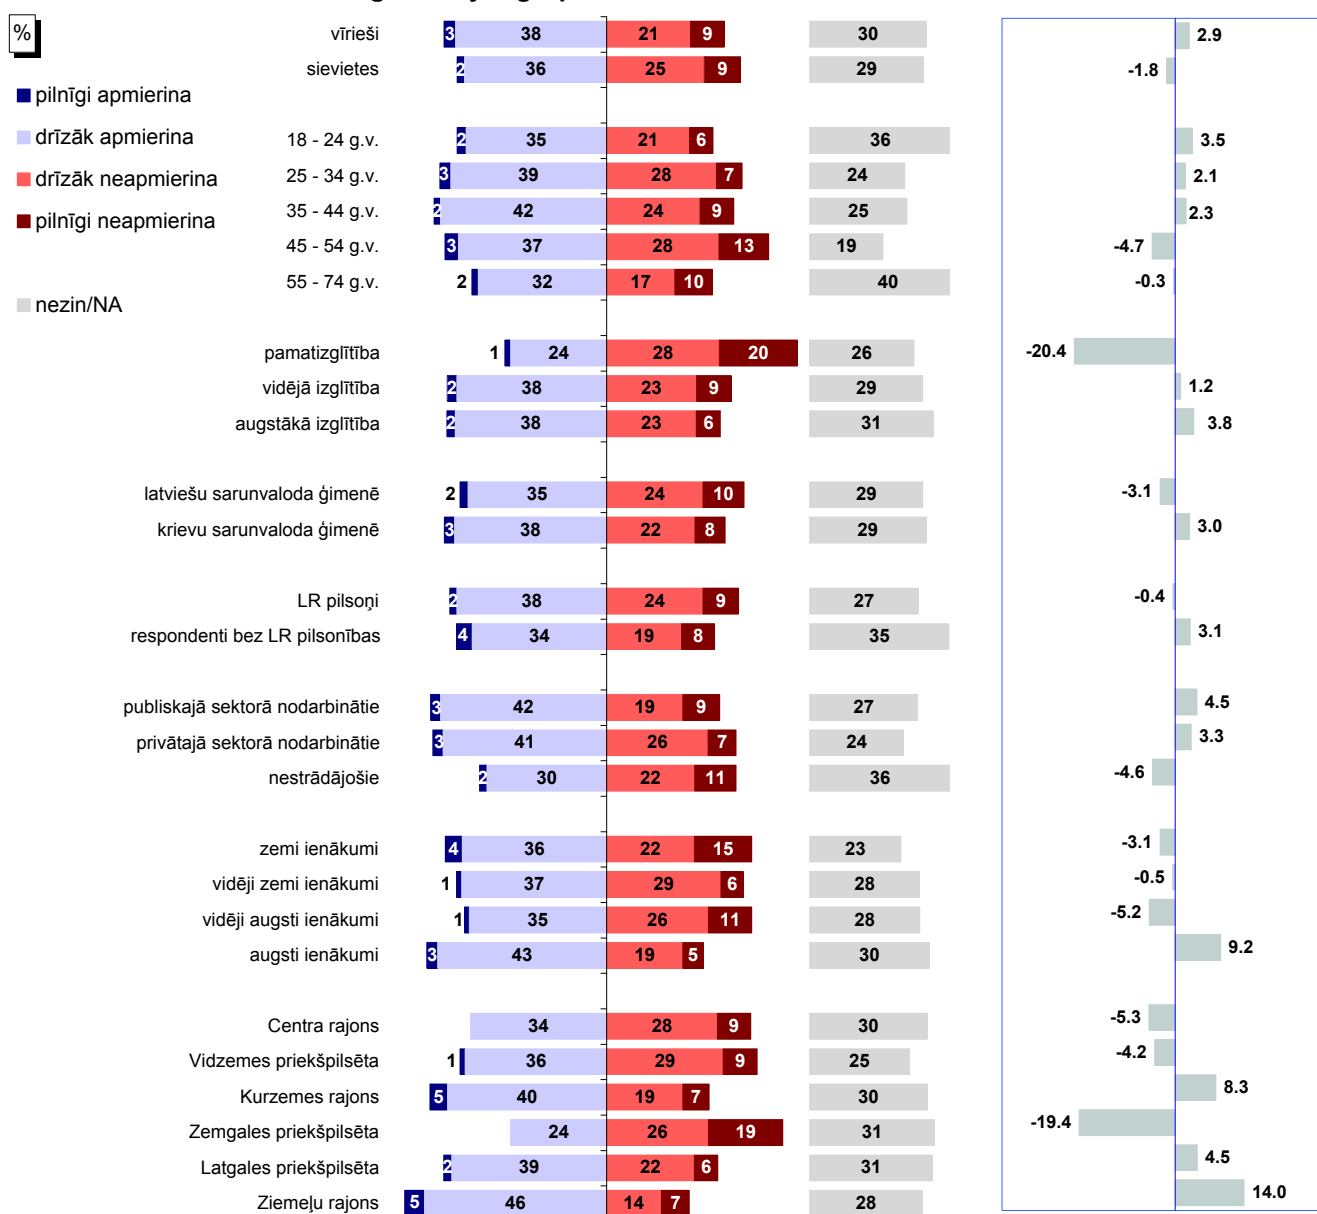 %
pilnīgi apmierina
drīzāk apmierina
drīzāk neapmierina
pilnīgi neapmierina
nezin/NA
vīrieši 3 38 21 9 30 2.9
sievietes 2 36 25 9 29 -1.8
18 - 24 g.v. 2 35 21 6 36 3.5
25 - 34 g.v. 3 39 28 7 24 2.1
35 - 44 g.v. 2 42 24 9 25 2.3
45 - 54 g.v. 3 37 28 13 19 -4.7
55 - 74 g.v. 2 32 17 10 40 -0.3
pamatizglītība 1 24 28 20 26 -20.4
vidējā izglītība 2 38 23 9 29 1.2
augstākā izglītība 2 38 23 6 31 3.8
latviešu sarunvaloda ģimenē 2 35 24 10 29 -3.1
krievu sarunvaloda ģimenē 3 38 22 8 29 3.0
LR pilsoņi 2 38 24 9 27 -0.4
respondenti bez LR pilsonības 4 34 19 8 35 3.1
publiskajā sektorā nodarbinātie 3 42 19 9 27 4.5
privātajā sektorā nodarbinātie 3 41 26 7 24 3.3
nestrādājošie 2 30 22 11 36 -4.6
zemi ienākumi 4 36 22 15 23 -3.1
vidēji zemi ienākumi 1 37 29 6 28 -0.5
vidēji augsti ienākumi 1 35 26 11 28 -5.2
augsti ienākumi 3 43 19 5 30 9.2
Centra rajons 34 28 9 30 -5.3
Vidzemes priekšpilsēta 1 36 29 9 25 -4.2
Kurzemes rajons 5 40 19 7 30 8.3
Zemgales priekšpilsēta 24 26 19 31 -19.4
Latgales priekšpilsēta 2 39 22 6 31 4.5
Ziemeļu rajons 5 46 14 7 28 14.0